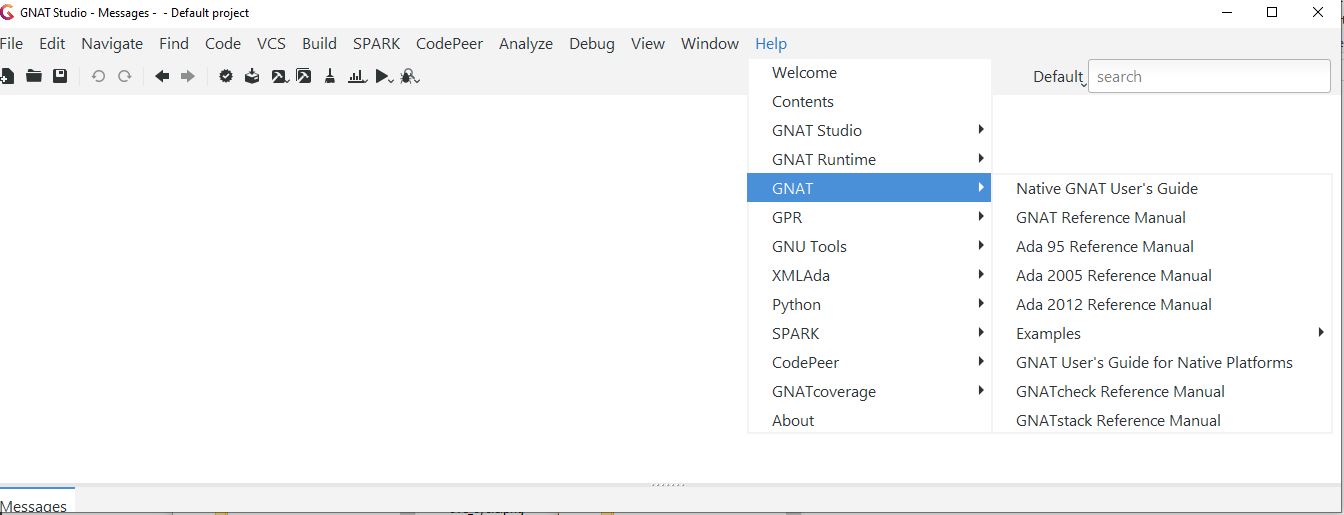 GNAT Studio - Messages -  - Default project
File Edit Navigate Find Code VCS Build SPARK CodePeer Analyze Debug View Window Help
Default search
Welcome
Contents
GNAT Studio
GNAT Runtime
GNAT
GPR
GNU Tools
XMLAda
Python
SPARK
CodePeer
GNATcoverage
About
Native GNAT User's Guide
GNAT Reference Manual
Ada 95 Reference Manual
Ada 2005 Reference Manual
Ada 2012 Reference Manual
Examples
GNAT User's Guide for Native Platforms
GNATcheck Reference Manual
GNATstack Reference Manual
Messages